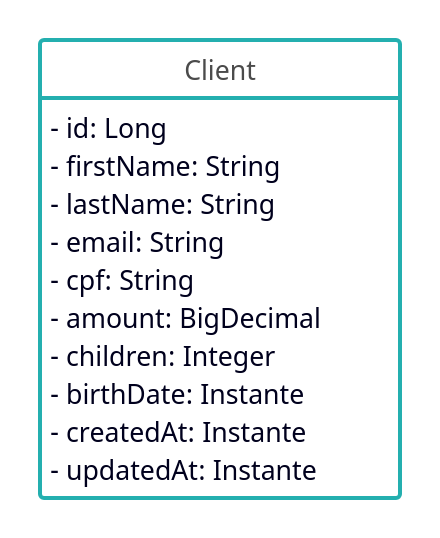 Client
- id: Long
- firstName: String
- lastName: String
- email: String
- cpf: String
- amount: BigDecimal
- children: Integer
- birthDate: Instante
- createdAt: Instante
- updatedAt: Instante